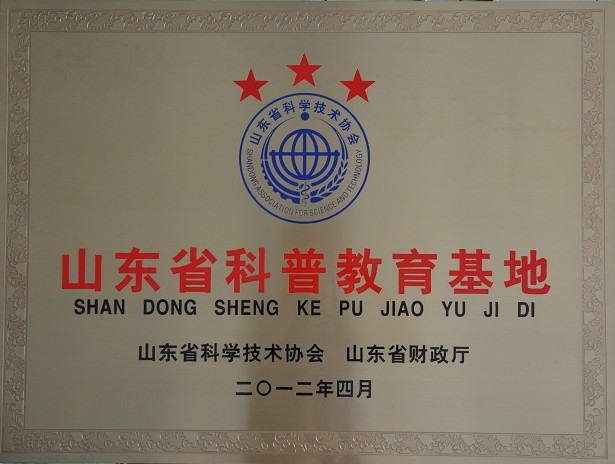 山东省科学技术协会
SHANDONG ASSOCIATION FOR SCIENCE AND TECHNOLOGY
山东省科普教育基地
SHAN DONG SHENG KE PU JIAO YU JI DI
山东省科学技术协会 山东省财政厅
二〇一二年四月